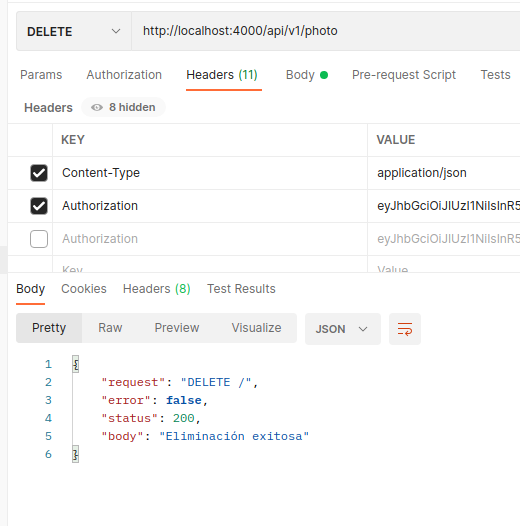 DELETE http://localhost:4000/api/v1/photo
Params Authorization Headers (11) Body Pre-request Script Tests
Headers 8 hidden
KEY VALUE
Content-Type application/json
Authorization eyJhbGciOiJIUzI1NiIsInR5
Authorization eyJhbGciOiJIUzI1NiIsInR5
Key Value
Body Cookies Headers (8) Test Results
Pretty Raw Preview Visualize JSON
1 {
2 "request": "DELETE /",
3 "error": false,
4 "status": 200,
5 "body": "Eliminación exitosa"
6 }